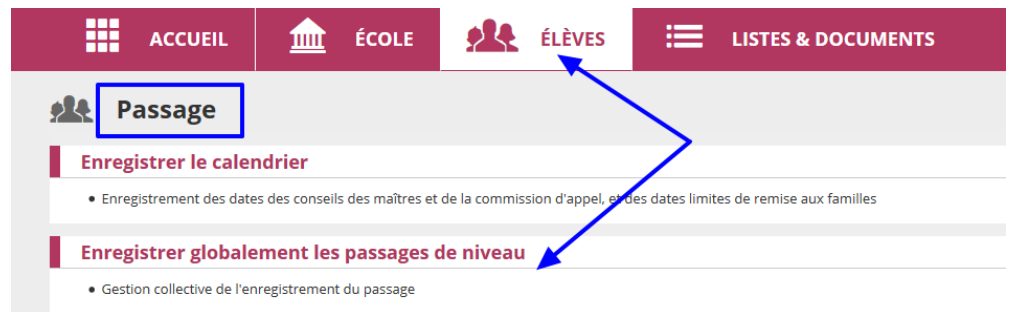 ACCUEIL ÉCOLE ÉLÈVES LISTES & DOCUMENTS
Passage
Enregistrer le calendrier
• Enregistrement des dates des conseils des maîtres et de la commission d'appel, et des dates limites de remise aux familles
Enregistrer globalement les passages de niveau
• Gestion collective de l'enregistrement du passage